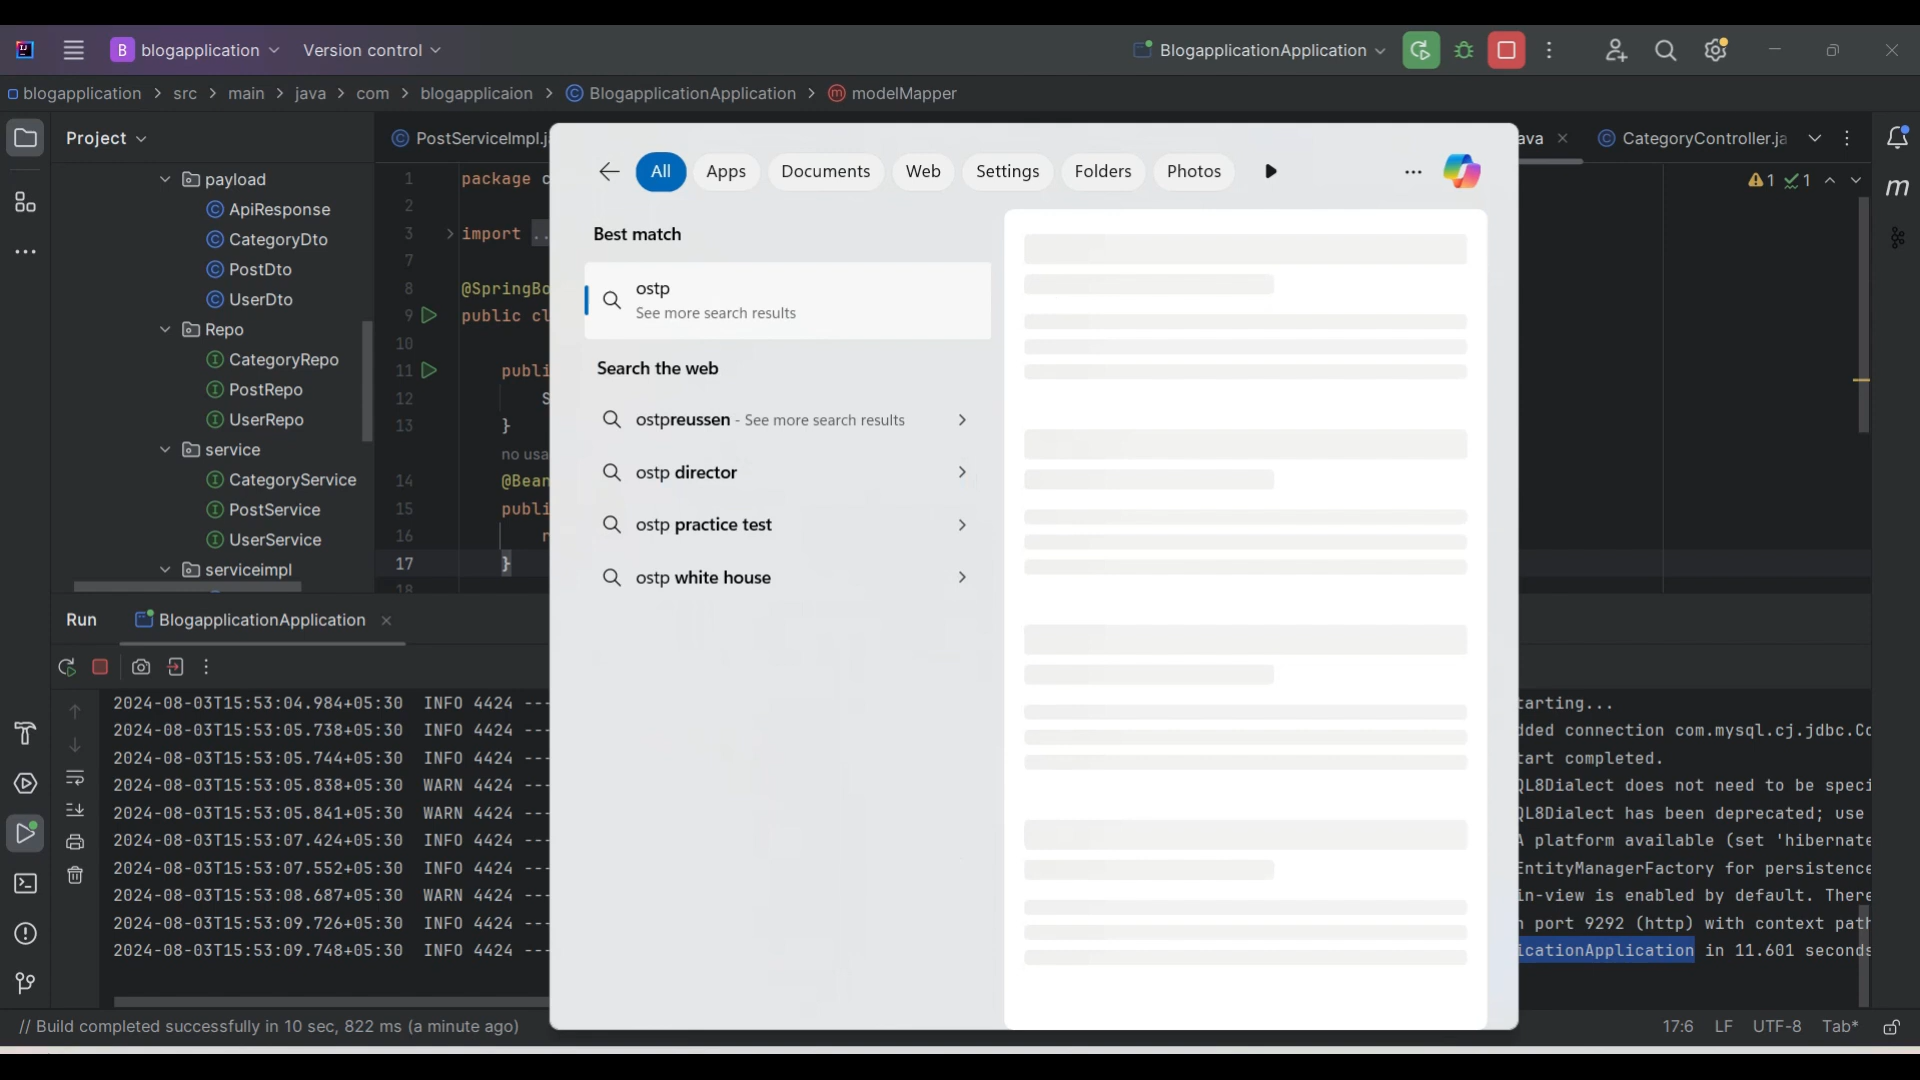 B blogapplication Version control BlogapplicationApplication
blogapplication > src > main > java > com > blogapplicaion > BlogapplicationApplication > modelMapper
Project
payload
ApiResponse
CategoryDto
PostDto
UserDto
Repo
CategoryRepo
PostRepo
UserRepo
service
CategoryService
PostService
UserService
serviceimpl
PostServiceImpl.j
ava
CategoryController.ja
1 package c
2
3 import ...
7
8 @SpringBo
9 public cl
10
11 publi
12 S
13 }
no usa
14 @Bean
15 publi
16 r
17 }
18
1 1
m
All Apps Documents Web Settings Folders Photos
Best match
ostp
See more search results
Search the web
ostpreussen - See more search results
ostp director
ostp practice test
ostp white house
Run BlogapplicationApplication
2024-08-03T15:53:04.984+05:30 INFO 4424 --- tarting...
2024-08-03T15:53:05.738+05:30 INFO 4424 --- dded connection com.mysql.cj.jdbc.Co
2024-08-03T15:53:05.744+05:30 INFO 4424 --- tart completed.
2024-08-03T15:53:05.838+05:30 WARN 4424 --- QL8Dialect does not need to be speci
2024-08-03T15:53:05.841+05:30 WARN 4424 --- QL8Dialect has been deprecated; use
2024-08-03T15:53:07.424+05:30 INFO 4424 --- A platform available (set 'hibernate
2024-08-03T15:53:07.552+05:30 INFO 4424 --- EntityManagerFactory for persistence
2024-08-03T15:53:08.687+05:30 WARN 4424 --- in-view is enabled by default. There
2024-08-03T15:53:09.726+05:30 INFO 4424 --- n port 9292 (http) with context path
2024-08-03T15:53:09.748+05:30 INFO 4424 --- icationApplication in 11.601 seconds
// Build completed successfully in 10 sec, 822 ms (a minute ago)
17:6 LF UTF-8 Tab*